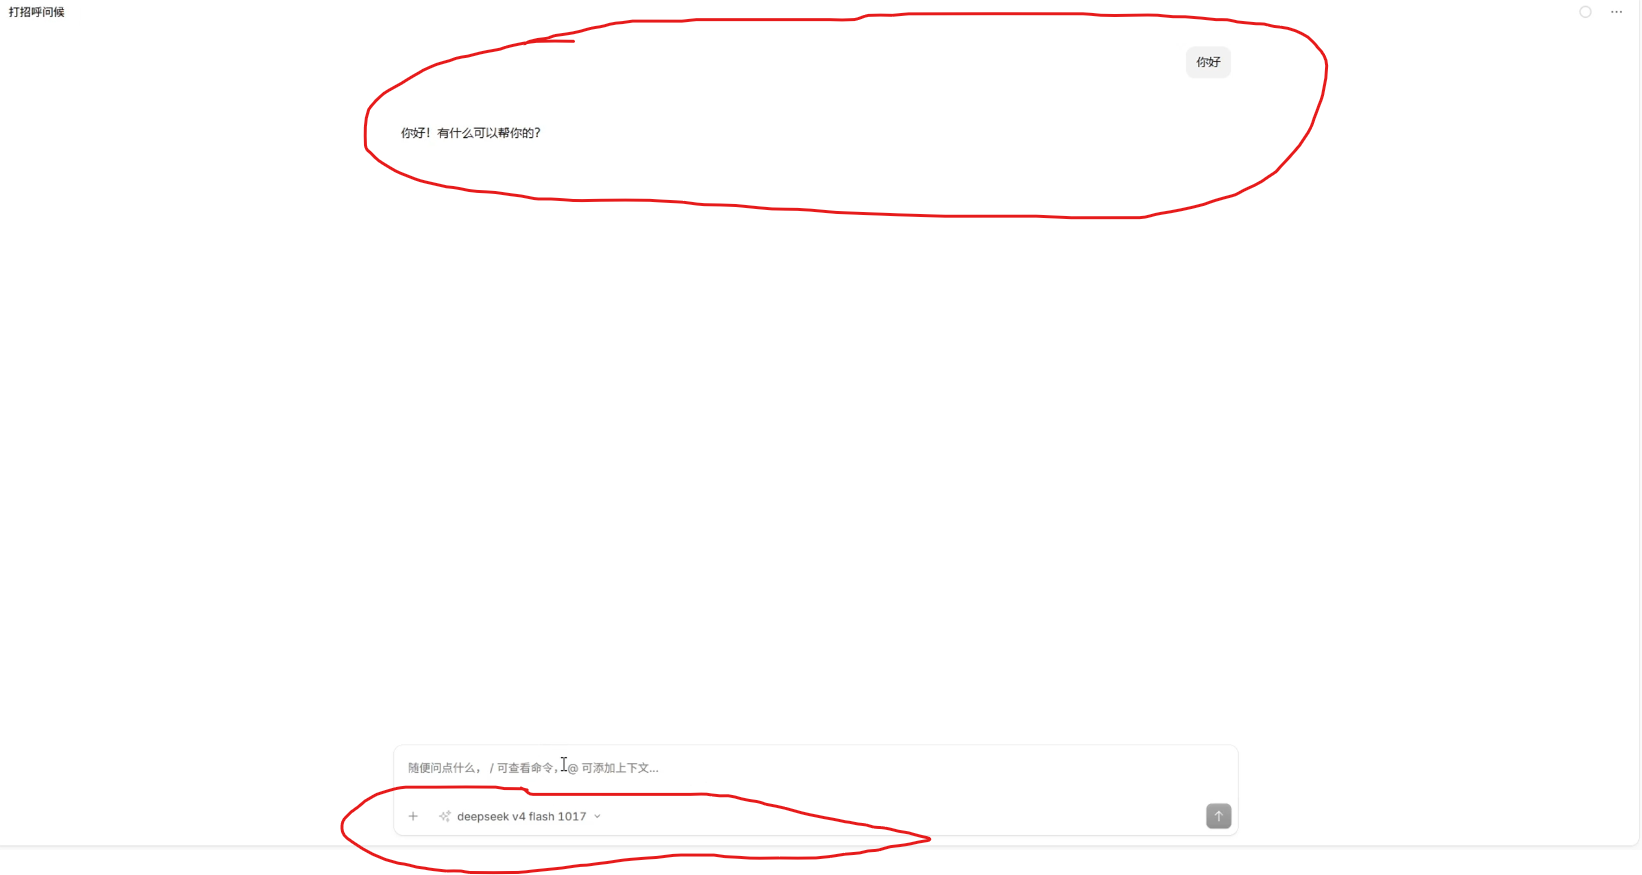 打招呼问候
你好
你好！有什么可以帮你的？
随便问点什么， / 可查看命令， @ 可添加上下文...
deepseek v4 flash 1017